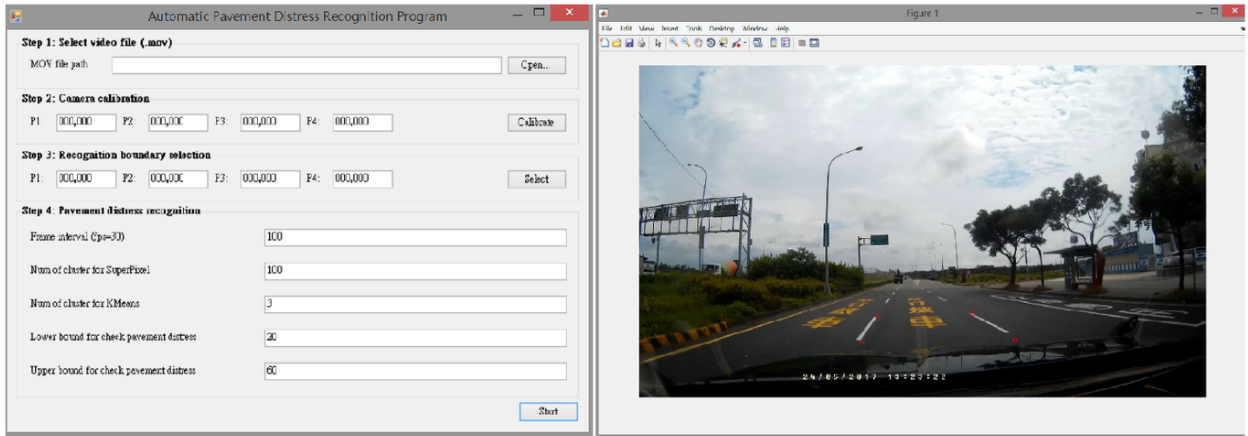 Automatic Pavement Distress Recognition Program
Step 1: Select video file (.mov)
MOV file path
Open...
Step 2: Camera calibration
P1: 000,000 P2: 000,000 P3: 000,000 P4: 000,000 Calibrate
Step 3: Recognition boundary selection
P1: 000,000 P2: 000,000 P3: 000,000 P4: 000,000 Select
Step 4: Pavement distress recognition
Frame interval (fps=30) 100
Num of cluster for SuperPixel 100
Num of cluster for KMeans 3
Lower bound for check pavement distress 20
Upper bound for check pavement distress 60
Start
Figure 1
File Edit View Insert Tools Desktop Window Help